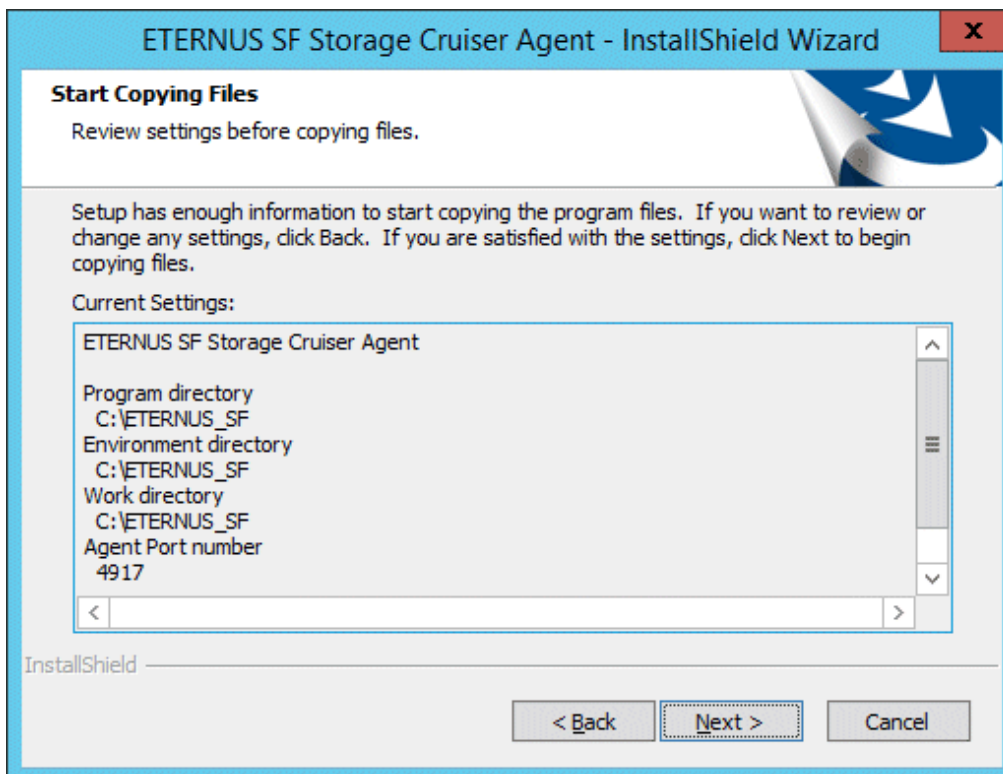 ETERNUS SF Storage Cruiser Agent - InstallShield Wizard
x
Start Copying Files
Review settings before copying files.
Setup has enough information to start copying the program files. If you want to review or
change any settings, click Back. If you are satisfied with the settings, click Next to begin
copying files.
Current Settings:
ETERNUS SF Storage Cruiser Agent
Program directory
C:\ETERNUS_SF
Environment directory
C:\ETERNUS_SF
Work directory
C:\ETERNUS_SF
Agent Port number
4917
InstallShield
< Back
Next >
Cancel